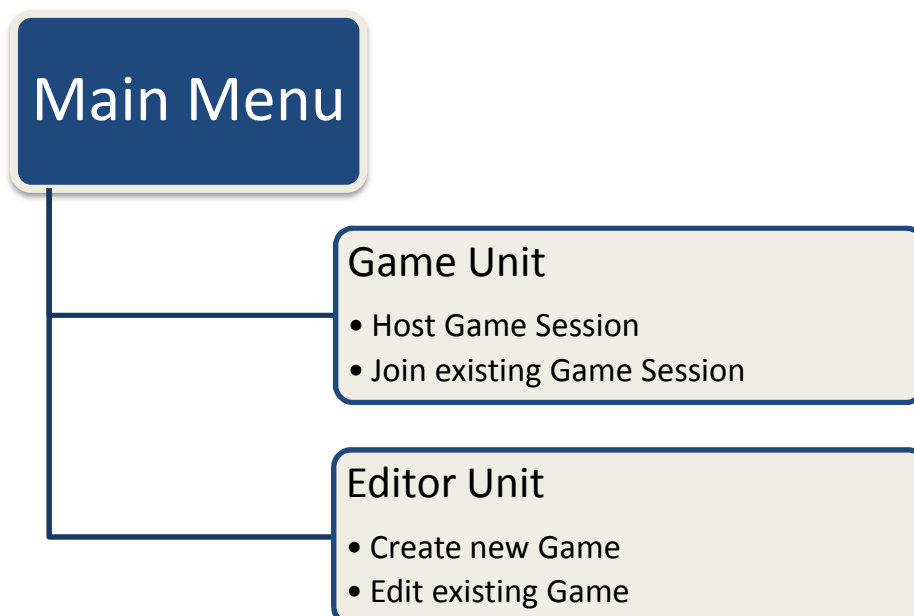 Main Menu
Game Unit
• Host Game Session
• Join existing Game Session
Editor Unit
• Create new Game
• Edit existing Game